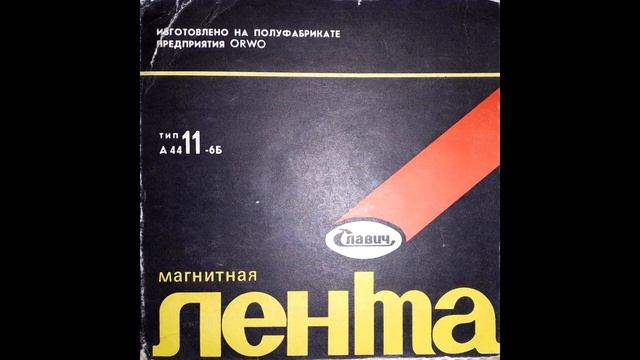 ИЗГОТОВЛЕНО НА ПОЛУФАБРИКАТЕ
ПРЕДПРИЯТИЯ ORWO
ТИП
А 44 11 -6Б
Славич
МАГНИТНАЯ
лента